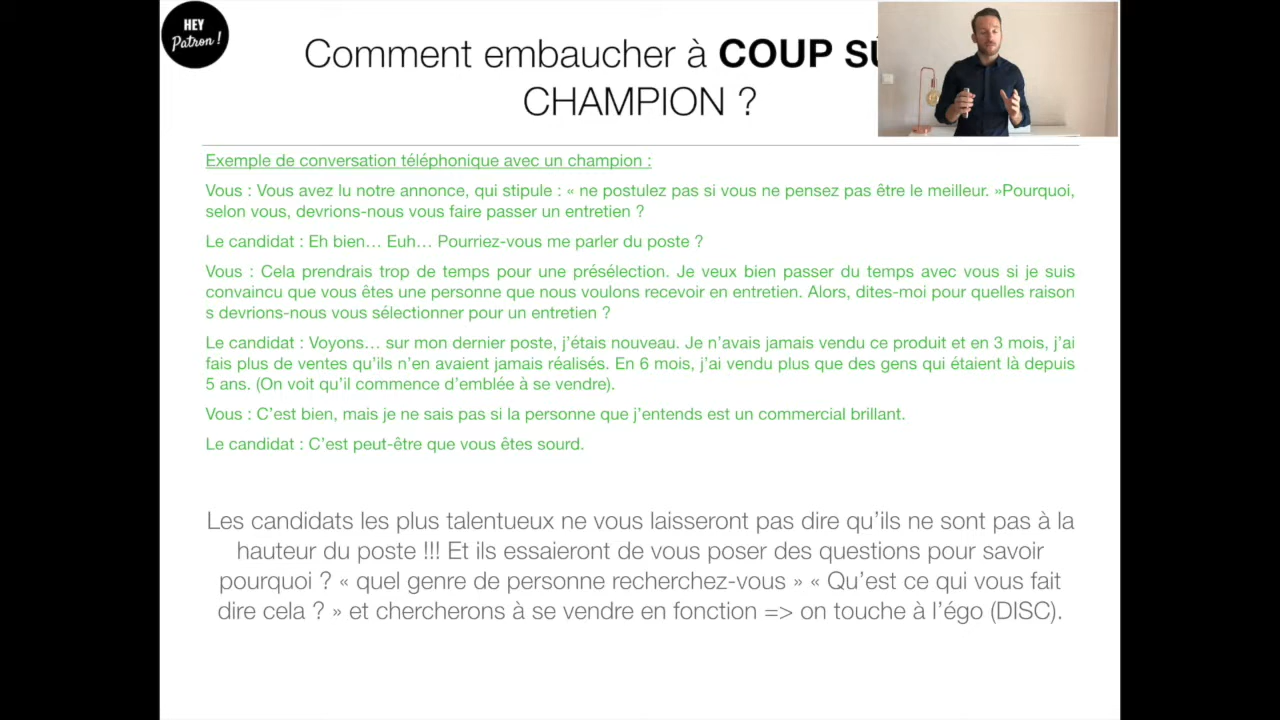 HEY
Patron !
Comment embaucher à COUP
CHAMPION ?
Exemple de conversation téléphonique avec un champion :
Vous : Vous avez lu notre annonce, qui stipule : « ne postulez pas si vous ne pensez pas être le meilleur. »Pourquoi,
selon vous, devrions-nous vous faire passer un entretien ?
Le candidat : Eh bien… Euh… Pourriez-vous me parler du poste ?
Vous : Cela prendrais trop de temps pour une présélection. Je veux bien passer du temps avec vous si je suis
convaincu que vous êtes une personne que nous voulons recevoir en entretien. Alors, dites-moi pour quelles raison
s devrions-nous vous sélectionner pour un entretien ?
Le candidat : Voyons… sur mon dernier poste, j’étais nouveau. Je n’avais jamais vendu ce produit et en 3 mois, j’ai
fais plus de ventes qu’ils n’en avaient jamais réalisés. En 6 mois, j’ai vendu plus que des gens qui étaient là depuis
5 ans. (On voit qu’il commence d’emblée à se vendre).
Vous : C’est bien, mais je ne sais pas si la personne que j’entends est un commercial brillant.
Le candidat : C’est peut-être que vous êtes sourd.
Les candidats les plus talentueux ne vous laisseront pas dire qu’ils ne sont pas à la
hauteur du poste !!! Et ils essaieront de vous poser des questions pour savoir
pourquoi ? « quel genre de personne recherchez-vous » « Qu’est ce qui vous fait
dire cela ? » et chercherons à se vendre en fonction => on touche à l’égo (DISC).